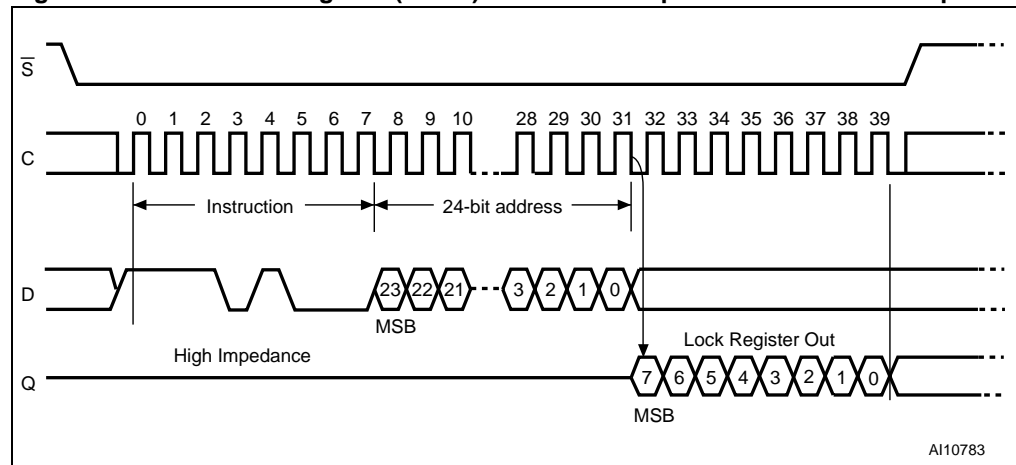 S
0 1 2 3 4 5 6 7 8 9 10 28 29 30 31 32 33 34 35 36 37 38 39
C
Instruction 24-bit address
D
23 22 21 3 2 1 0
MSB
High Impedance
Lock Register Out
Q
7 6 5 4 3 2 1 0
MSB
AI10783